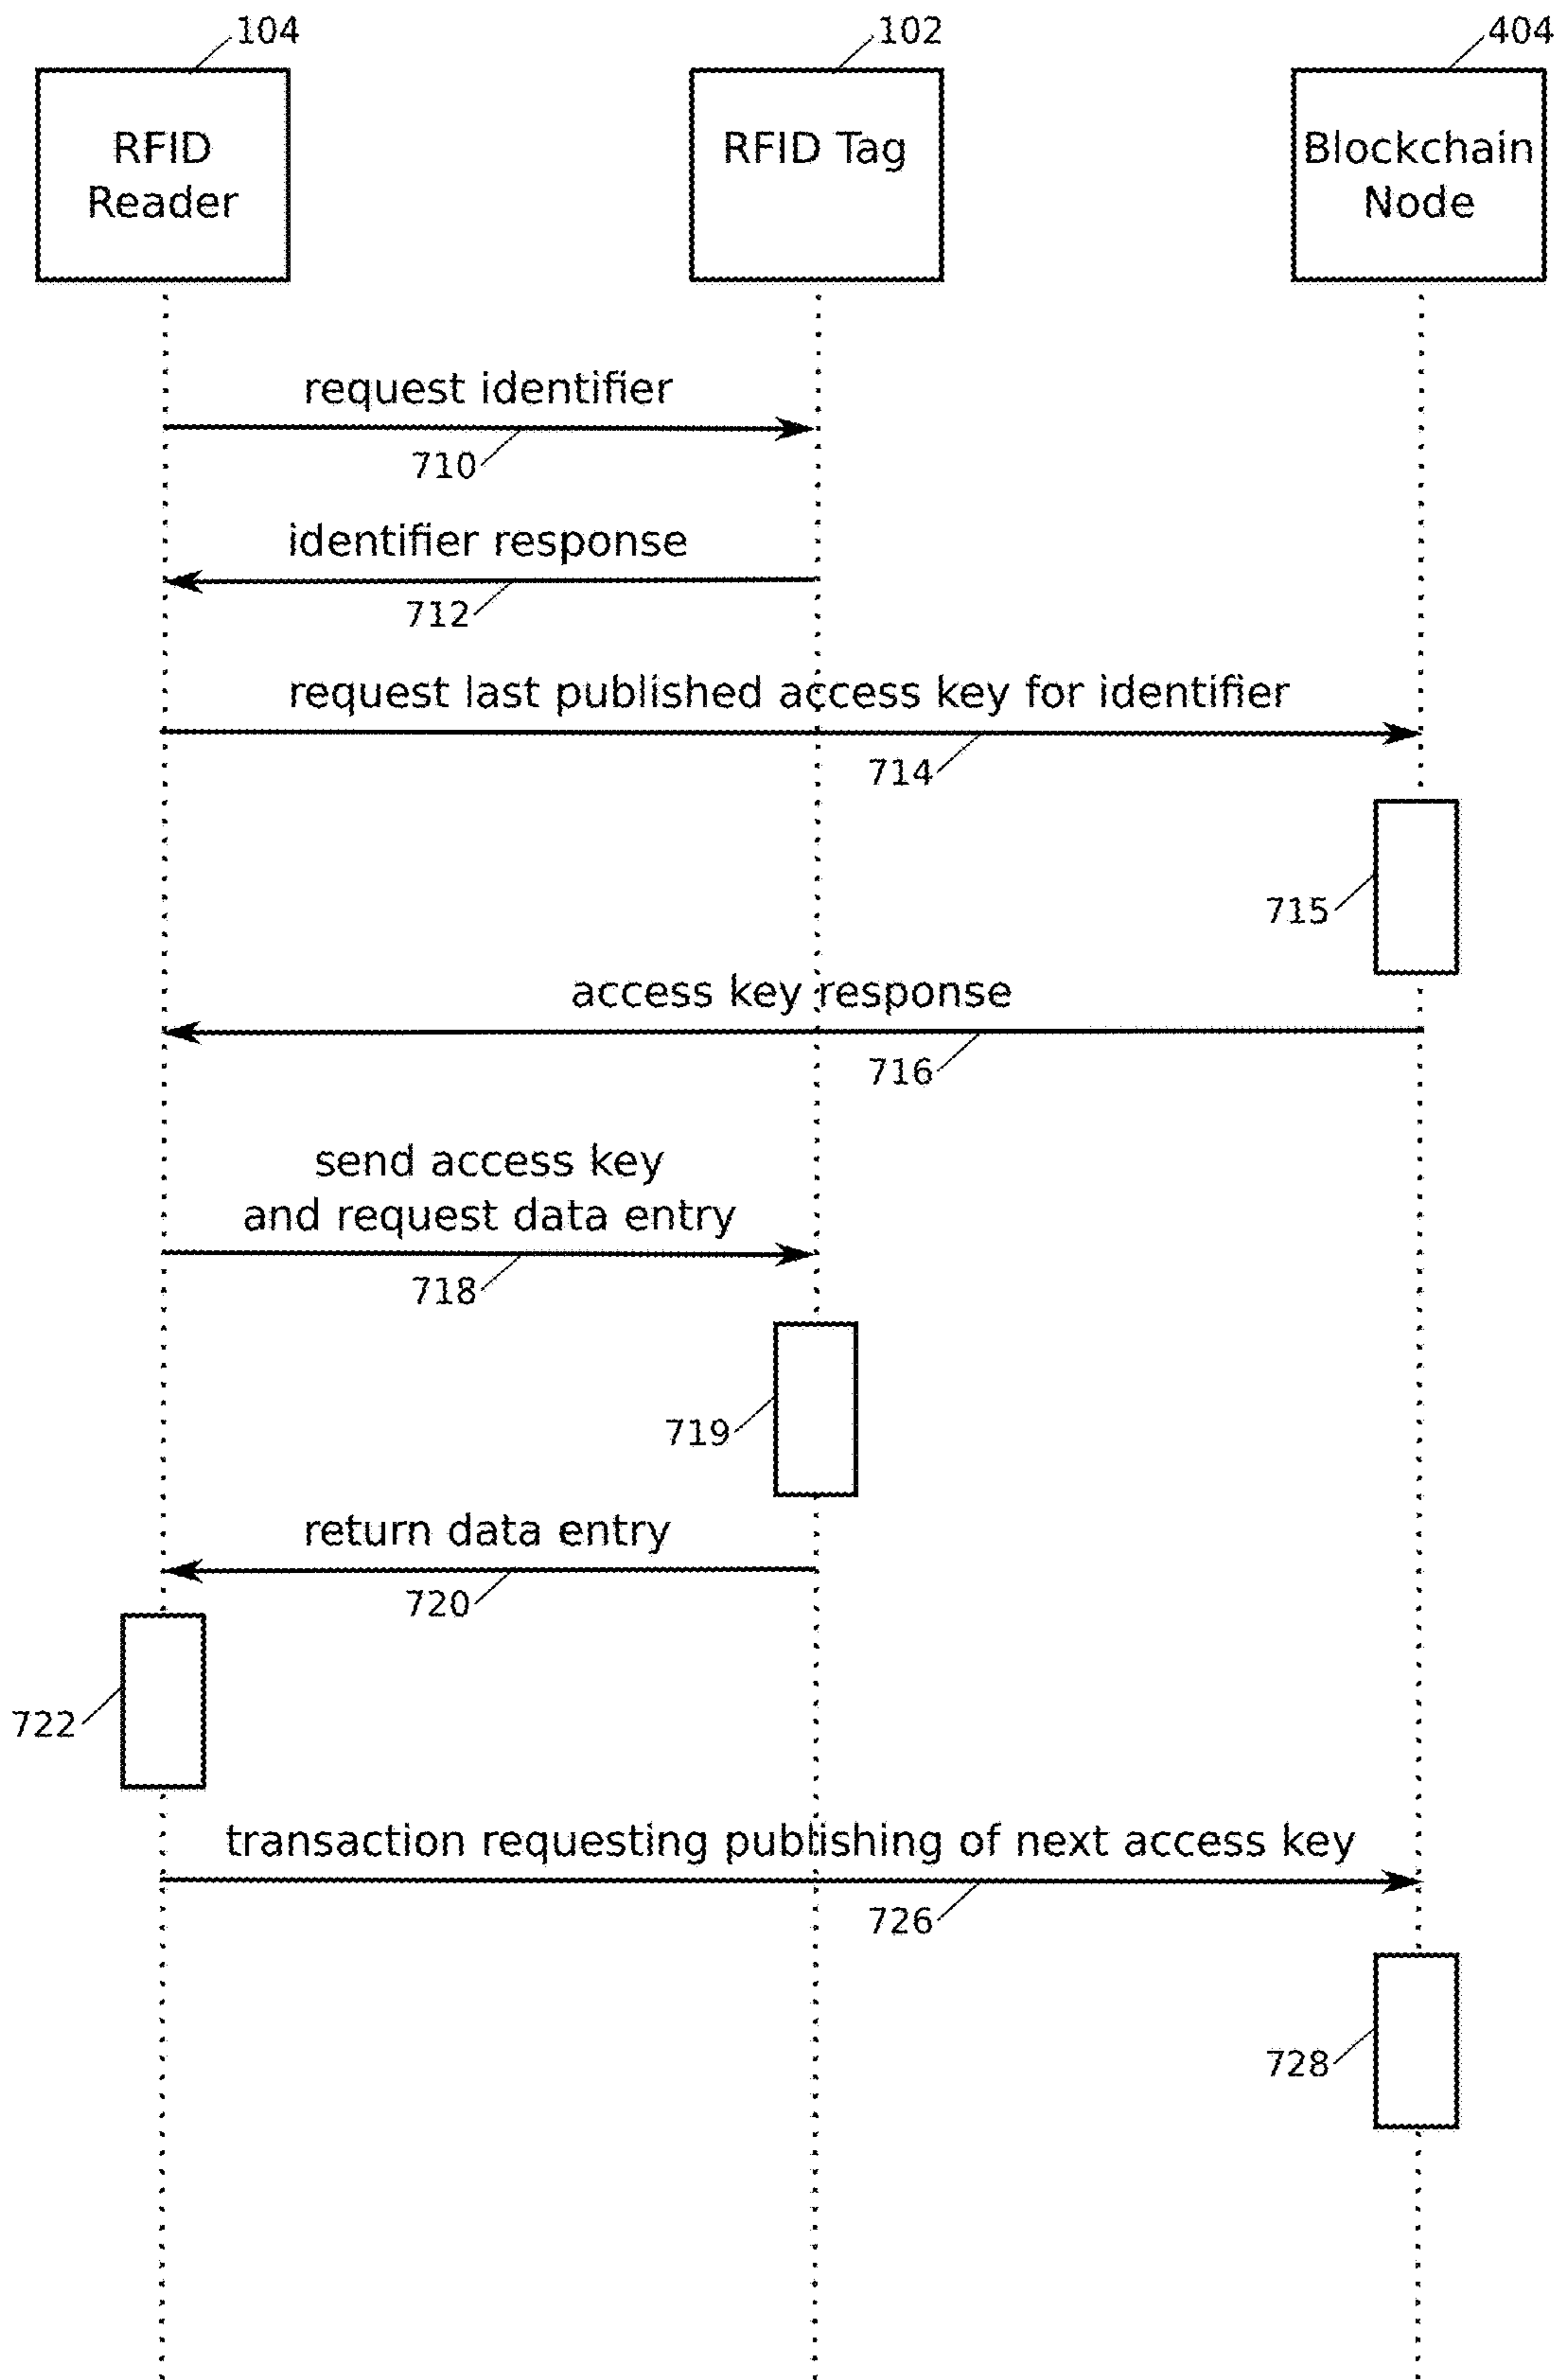 104
102
404
RFID
Reader
RFID Tag
Blockchain
Node
request identifier
710
identifier response
712
request last published access key for identifier
714
715
access key response
716
send access key
and request data entry
718
719
return data entry
720
722
transaction requesting publishing of next access key
726
728